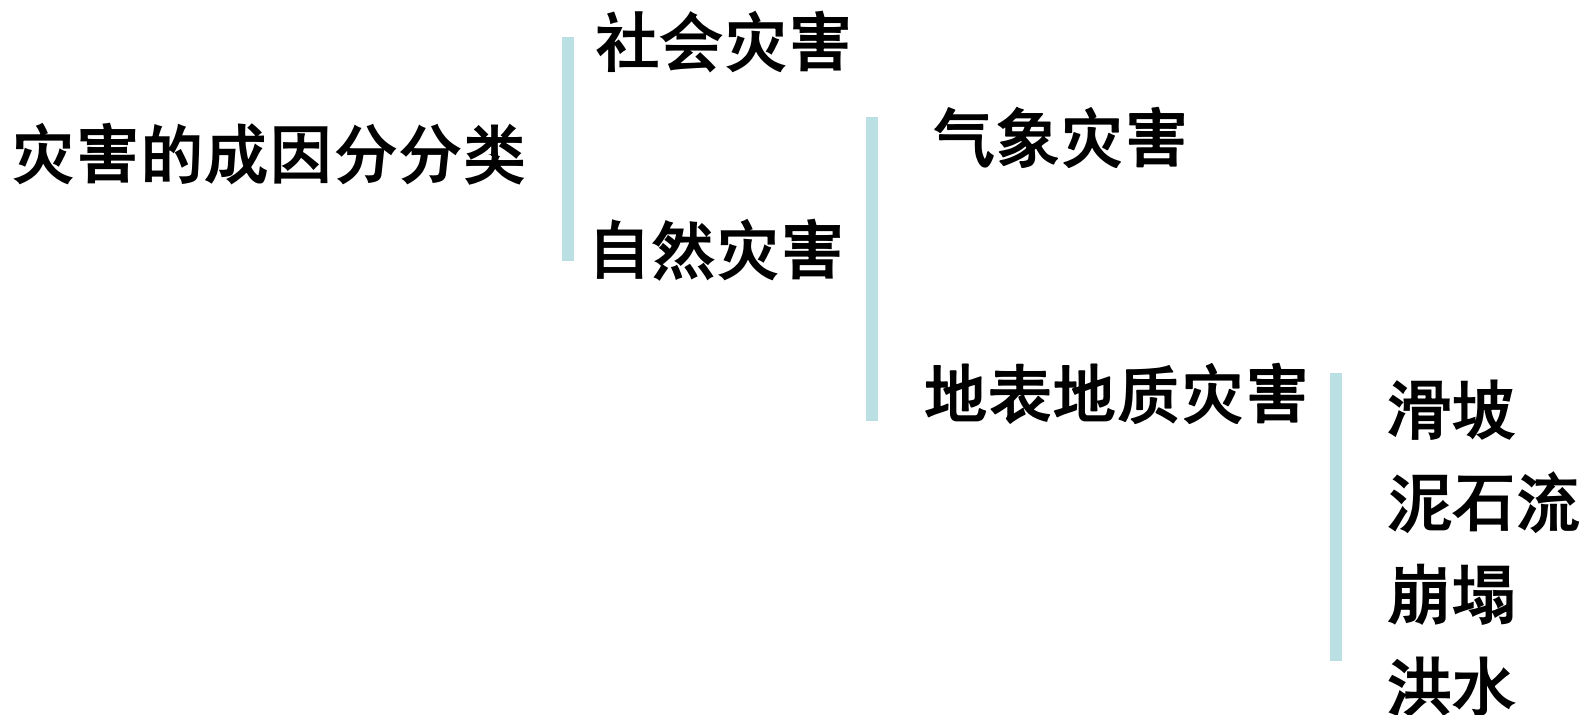 社会灾害
灾害的成因分分类
气象灾害
自然灾害
地表地质灾害
滑坡
泥石流
崩塌
洪水